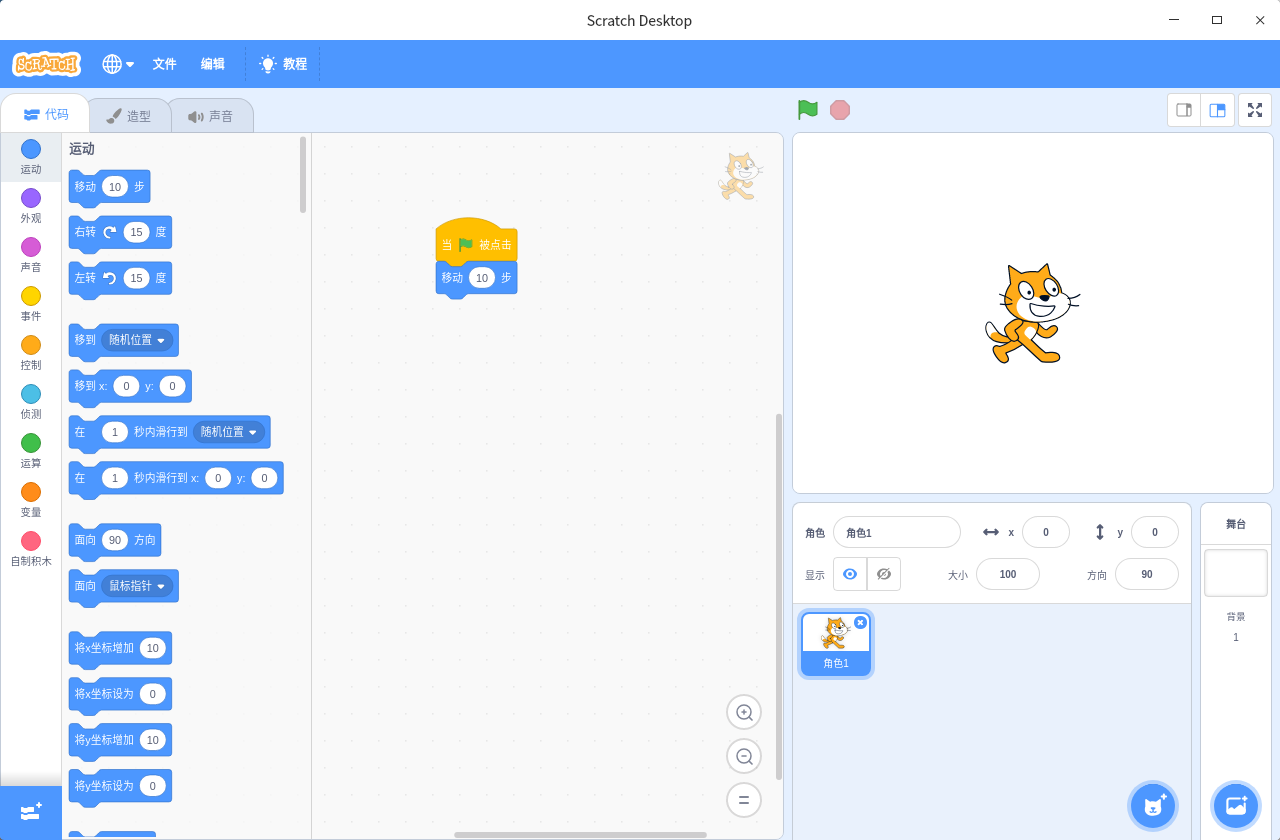 Scratch Desktop
SCRATCH 文件 编辑 教程
代码 造型 声音
运动
外观
声音
事件
控制
侦测
运算
变量
自制积木
运动
移动 10 步
右转 15 度
左转 15 度
移到 随机位置
移到 x: 0 y: 0
在 1 秒内滑行到 随机位置
在 1 秒内滑行到 x: 0 y: 0
面向 90 方向
面向 鼠标指针
将x坐标增加 10
将x坐标设为 0
将y坐标增加 10
将y坐标设为 0
当 被点击
移动 10 步
角色 角色1 x 0 y 0
显示 大小 100 方向 90
角色1
舞台
背景
1